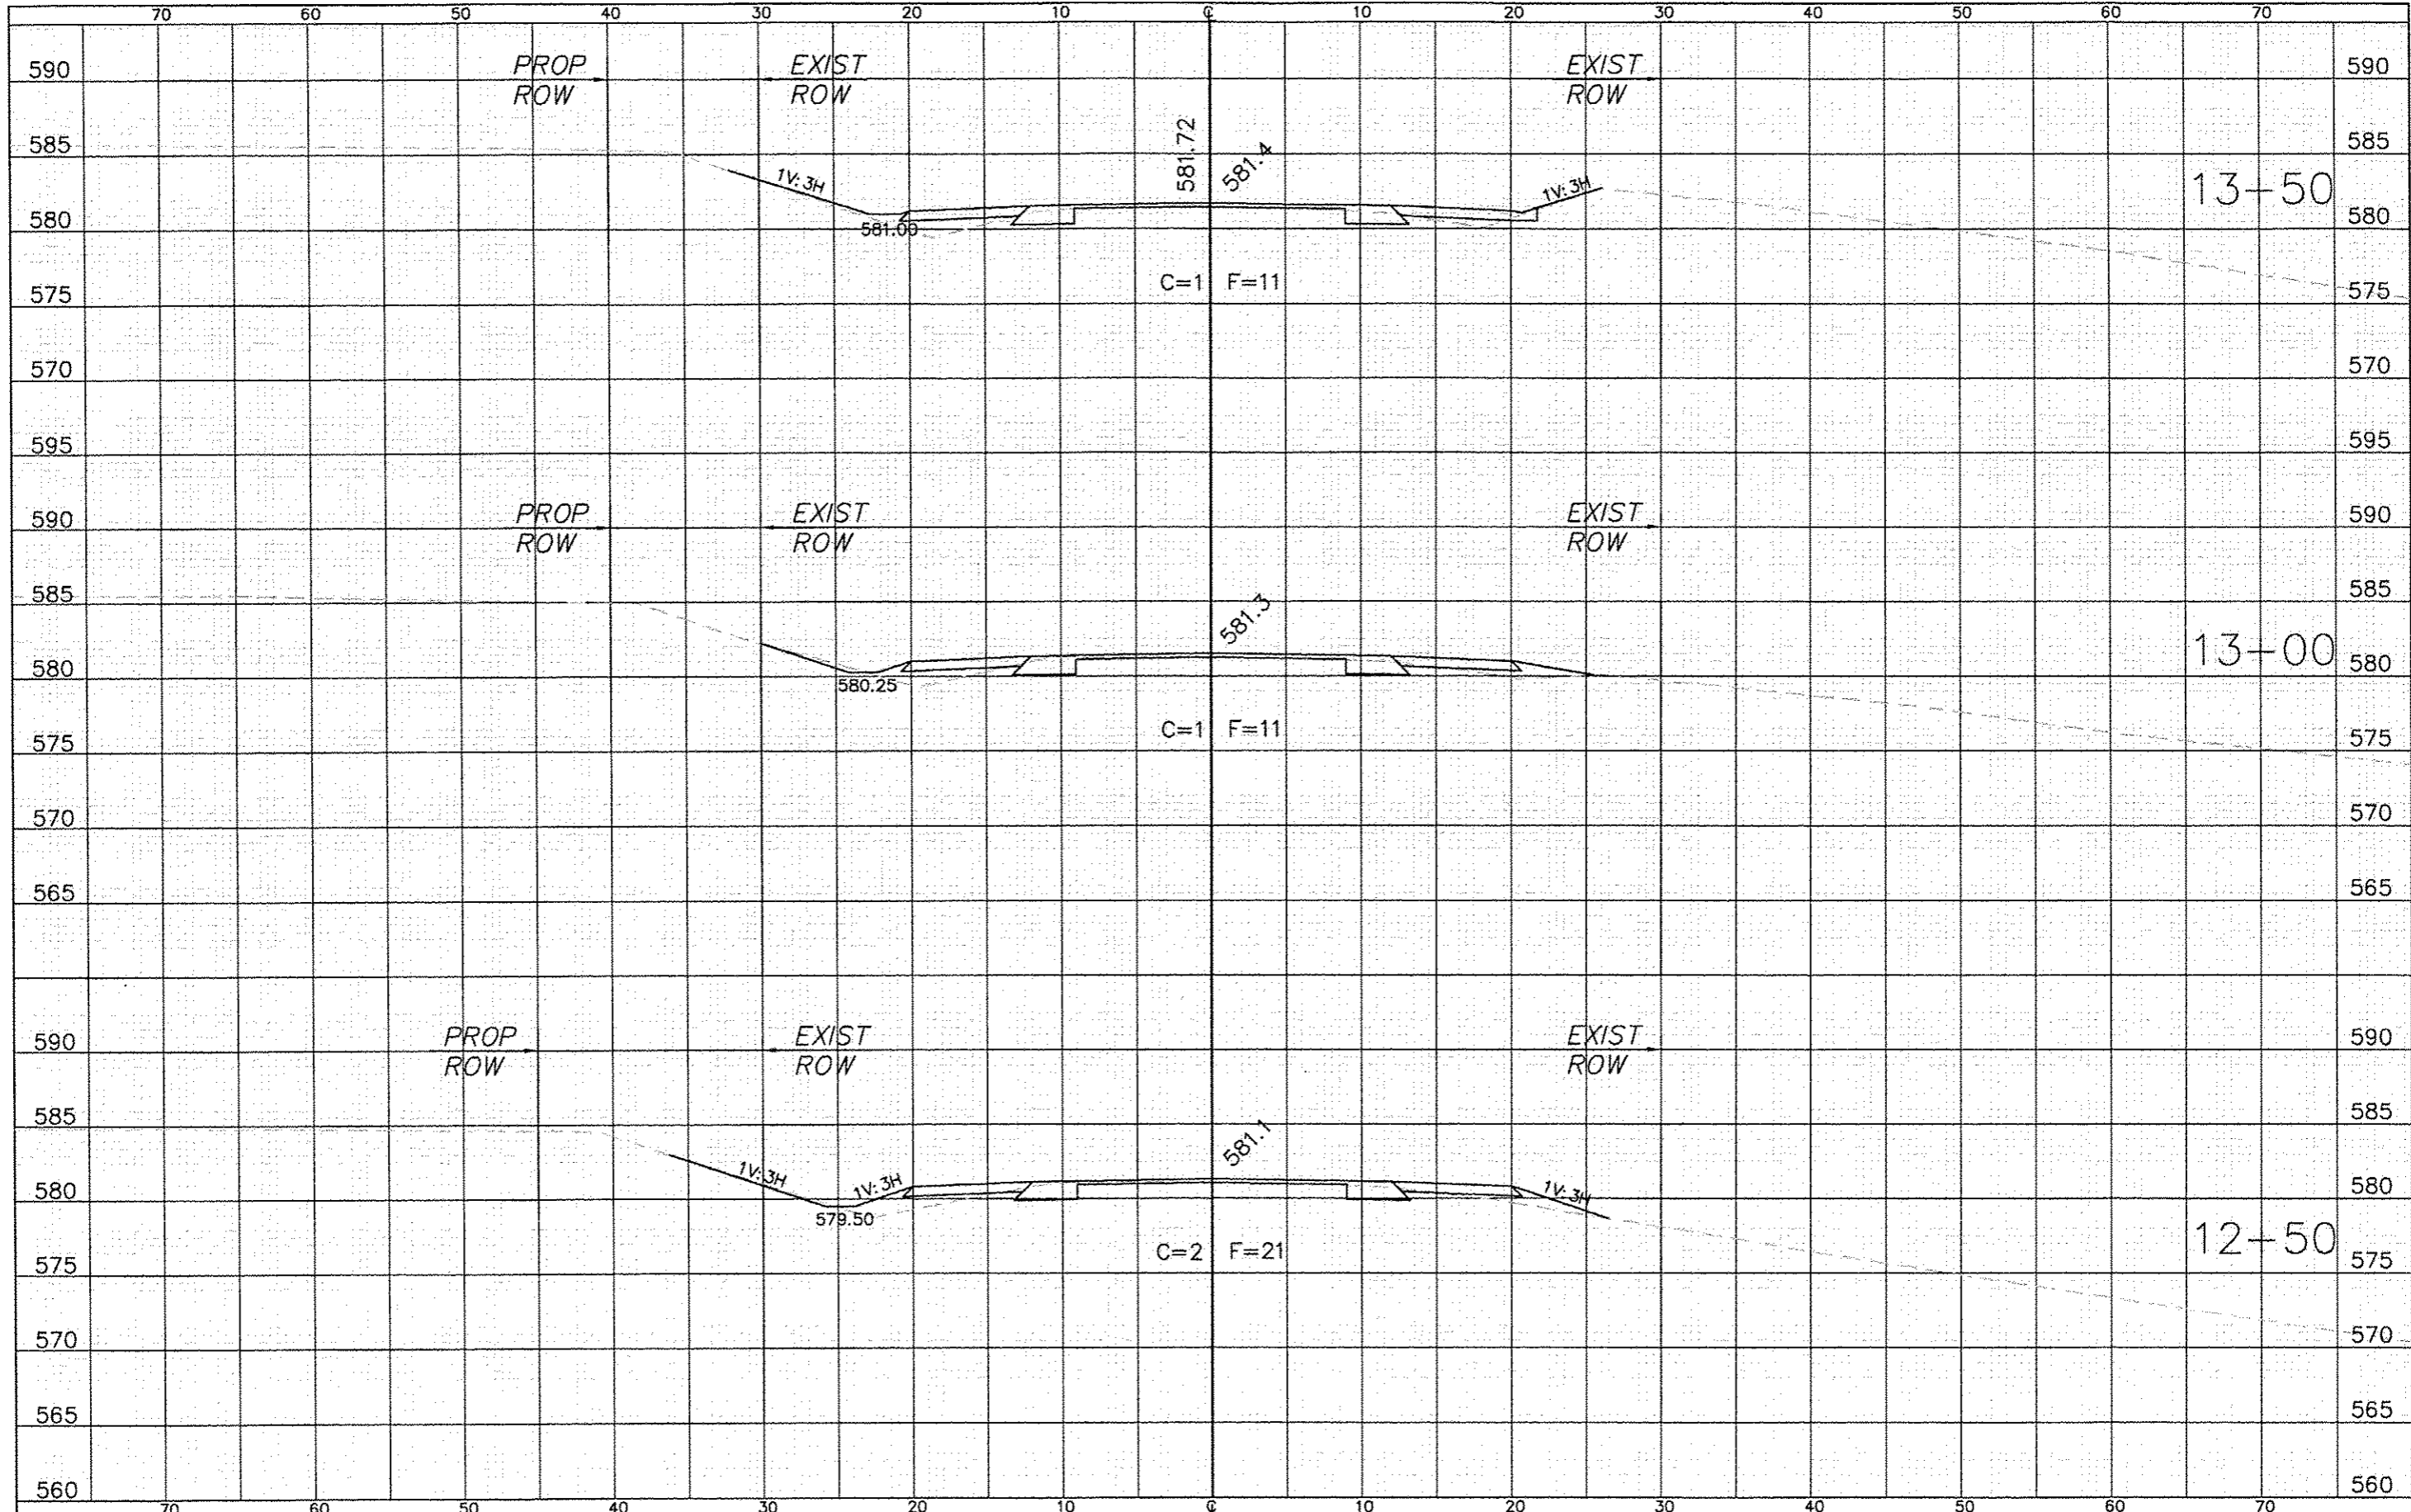 70 60 50 40 30 20 10 ℄ 10 20 30 40 50 60 70
590 PROP EXIST EXIST 590
ROW ROW ROW
581.72 581.4
585 585
1V:3H 1V:3H 13+50
580 581.00 580
C=1 F=11
575 575
570 570
595 595
590 PROP EXIST EXIST 590
ROW ROW ROW
585 581.3 585
13+00
580 580.25 580
C=1 F=11
575 575
570 570
565 565
590 PROP EXIST EXIST 590
ROW ROW ROW
585 581.1 585
1V:3H 1V:3H 1V:3H
580 579.50 580
12+50
C=2 F=21
575 575
570 570
565 565
560 560
70 60 50 40 30 20 10 ℄ 10 20 30 40 50 60 70